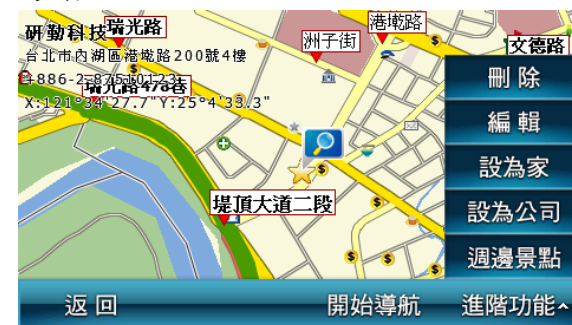 研勤科技
瑞光路
台北市內湖區港墘路200號4樓
+886-2-87510123
瑞光路478巷
X:121°34'27.7"Y:25°4'33.3"
洲子街
港墘路
文德路
堤頂大道二段
刪除
編輯
設為家
設為公司
週邊景點
返回
開始導航
進階功能